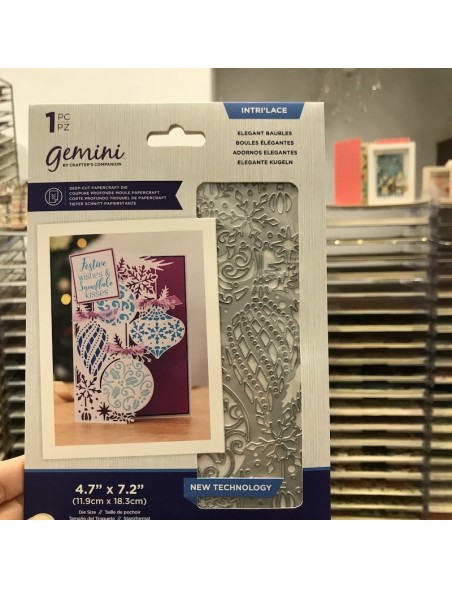 1 PC
PZ
gemini
BY CRAFTER'S COMPANION
INTRI'LACE
ELEGANT BAUBLES
BOULES ÉLÉGANTES
ADORNOS ELEGANTES
ELEGANTE KUGELN
DEEP-CUT PAPERCRAFT DIE
COUPURE PROFONDE MOULE PAPERCRAFT
CORTE PROFUNDO TROQUEL DE PAPERCRAFT
TIEFER SCHNITT PAPIERSTANZE
Festive
wishes &
Snowflake
kisses
4.7" x 7.2"
(11.9cm x 18.3cm)
Die Size / Taille de pochoir
Tamaño del Troquel / Stanzformat
NEW TECHNOLOGY